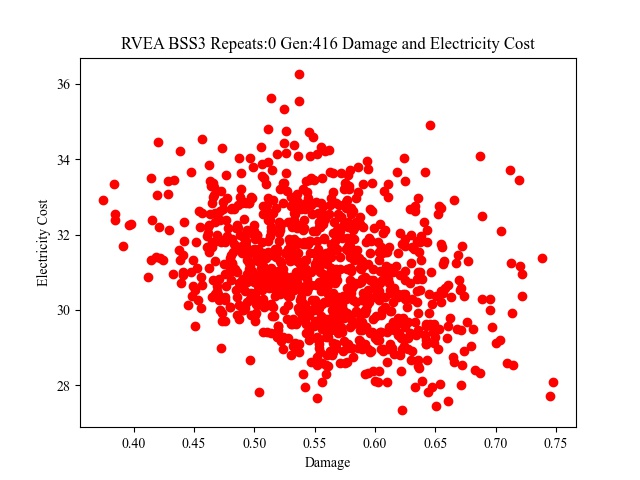 RVEA BSS3 Repeats:0 Gen:416 Damage and Electricity Cost
Electricity Cost
36
34
32
30
28
0.40 0.45 0.50 0.55 0.60 0.65 0.70 0.75
Damage